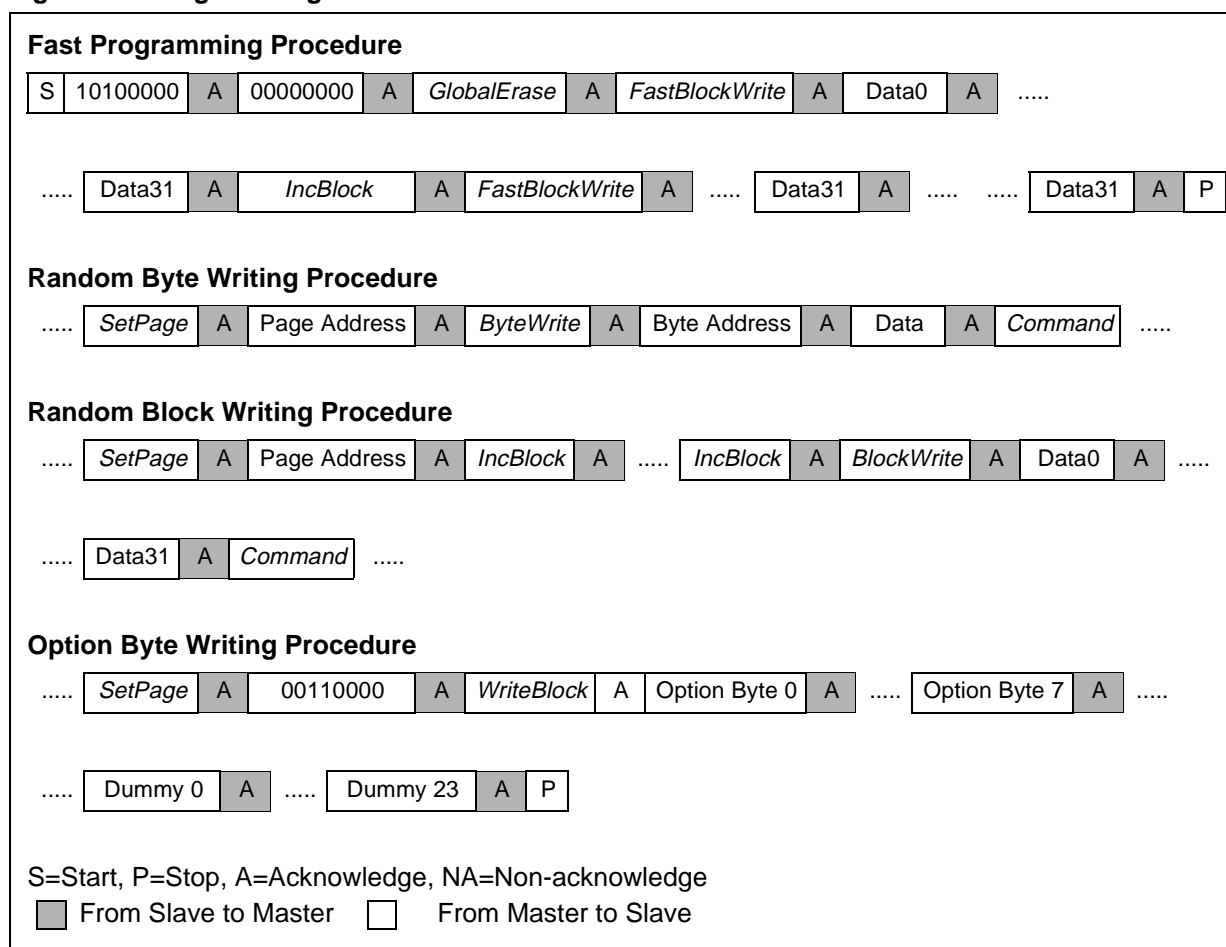 Fast Programming Procedure
S 10100000 A 00000000 A GlobalErase A FastBlockWrite A Data0 A .....
..... Data31 A IncBlock A FastBlockWrite A ..... Data31 A ..... ..... Data31 A P
Random Byte Writing Procedure
..... SetPage A Page Address A ByteWrite A Byte Address A Data A Command .....
Random Block Writing Procedure
..... SetPage A Page Address A IncBlock A ..... IncBlock A BlockWrite A Data0 A .....
..... Data31 A Command .....
Option Byte Writing Procedure
..... SetPage A 00110000 A WriteBlock A Option Byte 0 A ..... Option Byte 7 A .....
..... Dummy 0 A ..... Dummy 23 A P
S=Start, P=Stop, A=Acknowledge, NA=Non-acknowledge
From Slave to Master From Master to Slave